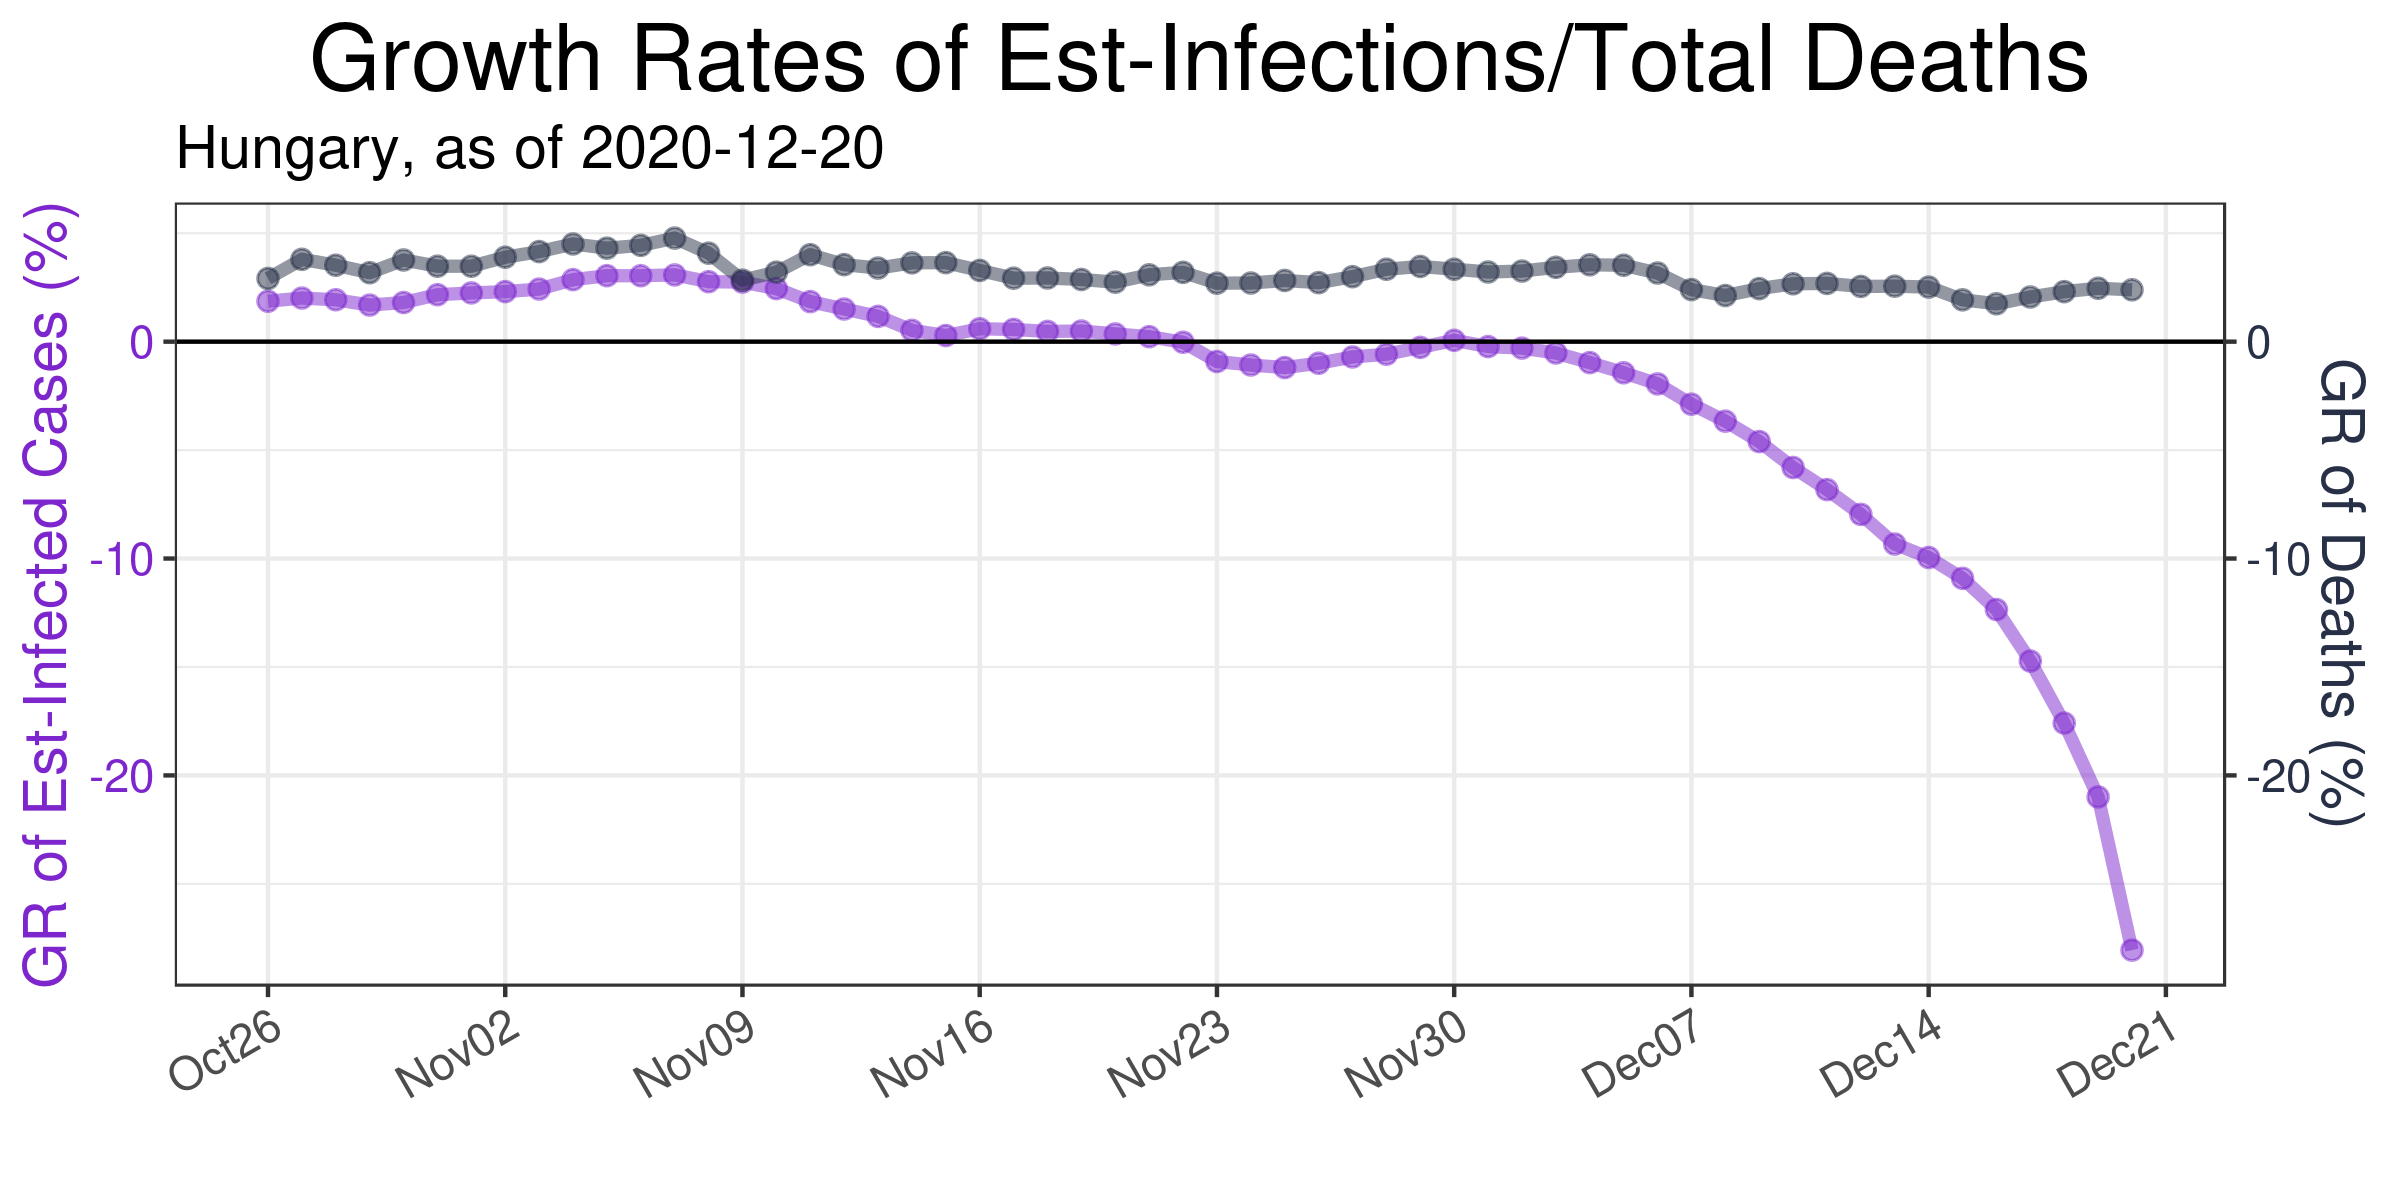 Growth Rates of Est-Infections/Total Deaths
Hungary, as of 2020-12-20
GR of Est-Infected Cases (%)
0
-10
-20
0
-10
-20
GR of Deaths (%)
Oct26
Nov02
Nov09
Nov16
Nov23
Nov30
Dec07
Dec14
Dec21